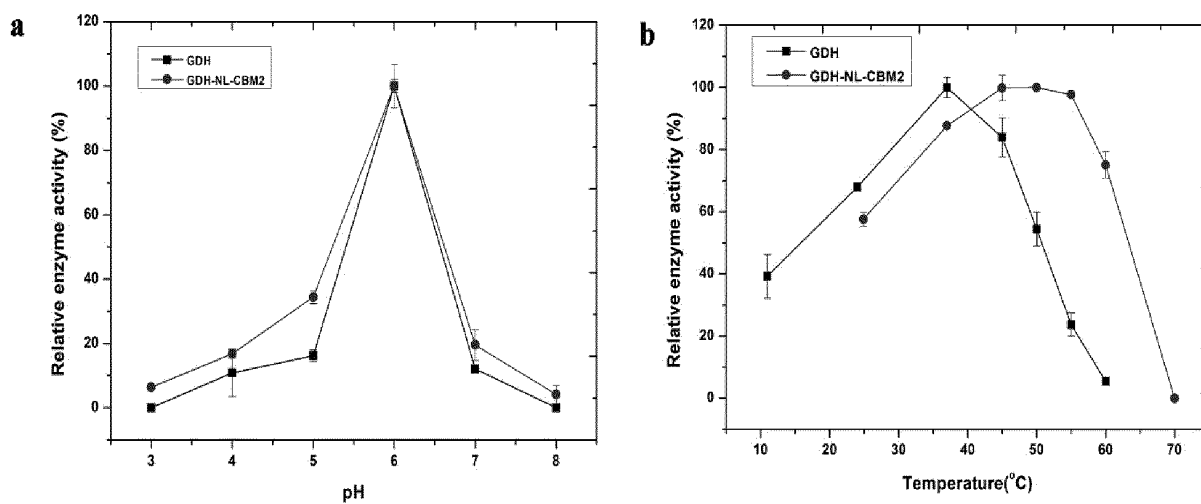 a
120
100
80
60
40
20
0
Relative enzyme activity (%)
GDH
GDH-NL-CBM2
3 4 5 6 7 8
pH
b
120
100
80
60
40
20
0
Relative enzyme activity (%)
GDH
GDH-NL-CBM2
10 20 30 40 50 60 70
Temperature(°C)